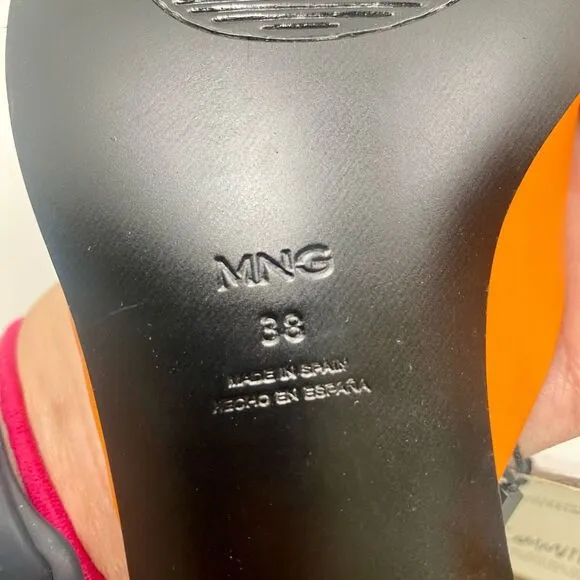 MNG
38
MADE IN SPAIN
HECHO EN ESPAÑA